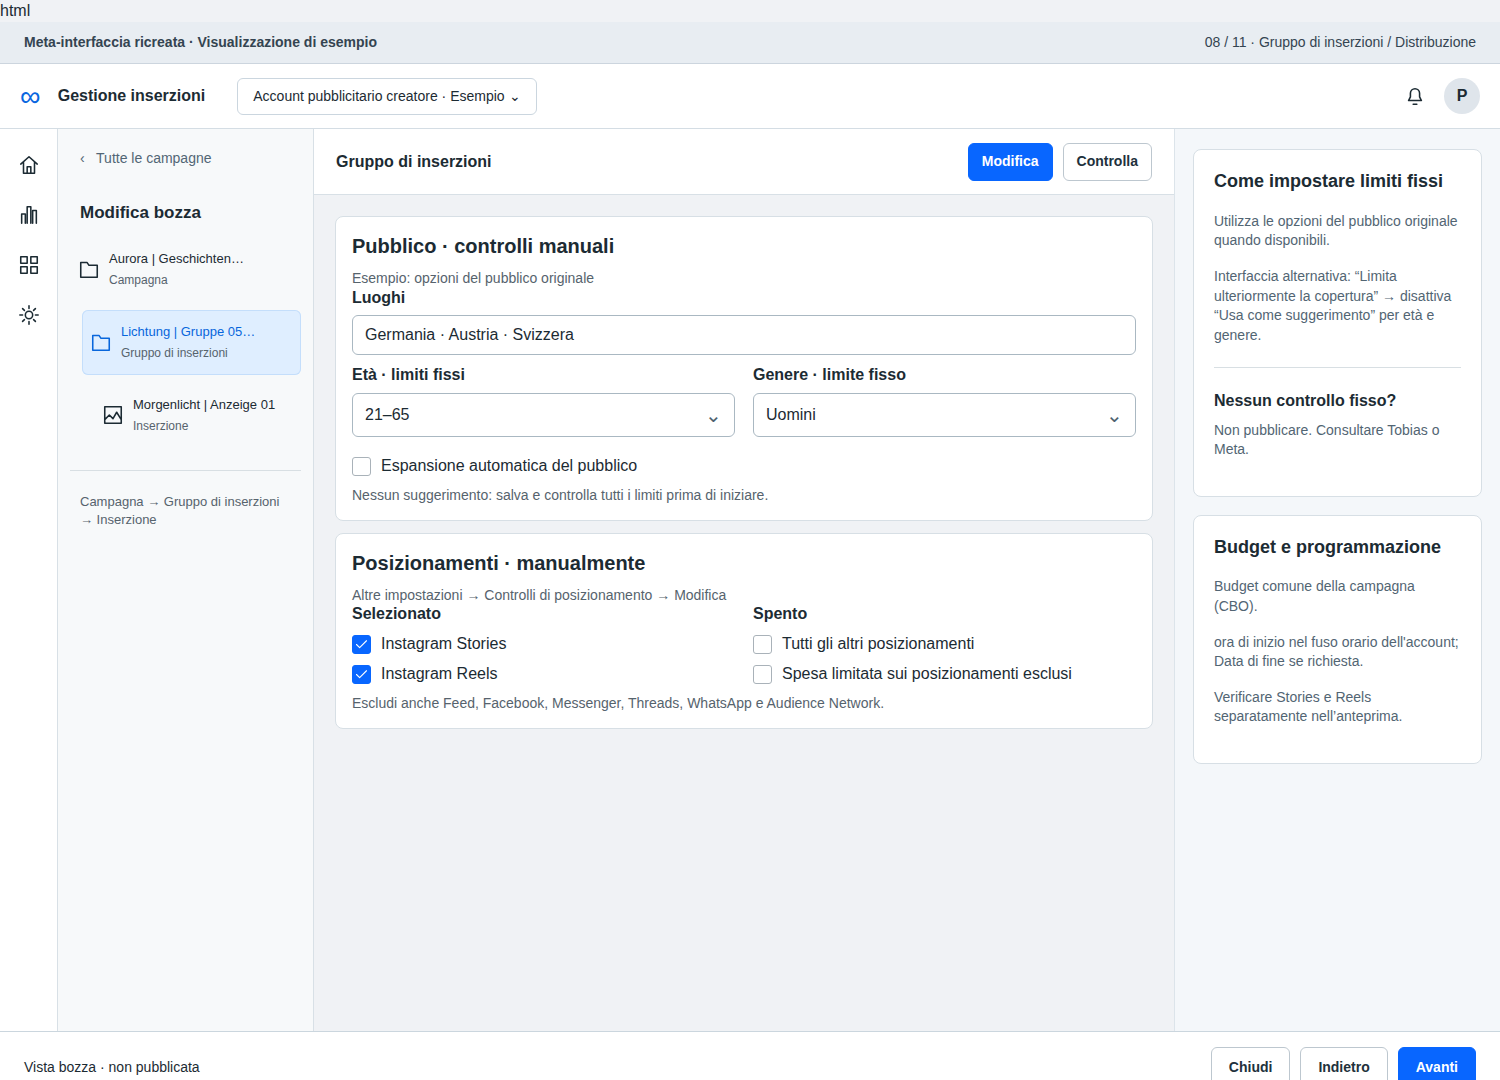 html
Meta-interfaccia ricreata · Visualizzazione di esempio
08 / 11 · Gruppo di inserzioni / Distribuzione
Gestione inserzioni
Account pubblicitario creatore · Esempio
P
‹ Tutte le campagne
Modifica bozza
Aurora | Geschichten…
Campagna
Lichtung | Gruppe 05…
Gruppo di inserzioni
Morgenlicht | Anzeige 01
Inserzione
Campagna → Gruppo di inserzioni
→ Inserzione
Gruppo di inserzioni
Modifica
Controlla
Pubblico · controlli manuali
Esempio: opzioni del pubblico originale
Luoghi
Germania · Austria · Svizzera
Età · limiti fissi
Genere · limite fisso
21–65
Uomini
Espansione automatica del pubblico
Nessun suggerimento: salva e controlla tutti i limiti prima di iniziare.
Posizionamenti · manualmente
Altre impostazioni → Controlli di posizionamento → Modifica
Selezionato
Spento
Instagram Stories
Tutti gli altri posizionamenti
Instagram Reels
Spesa limitata sui posizionamenti esclusi
Escludi anche Feed, Facebook, Messenger, Threads, WhatsApp e Audience Network.
Come impostare limiti fissi
Utilizza le opzioni del pubblico originale
quando disponibili.
Interfaccia alternativa: “Limita
ulteriormente la copertura” → disattiva
“Usa come suggerimento” per età e
genere.
Nessun controllo fisso?
Non pubblicare. Consultare Tobias o
Meta.
Budget e programmazione
Budget comune della campagna
(CBO).
ora di inizio nel fuso orario dell'account;
Data di fine se richiesta.
Verificare Stories e Reels
separatamente nell’anteprima.
Vista bozza · non pubblicata
Chiudi
Indietro
Avanti